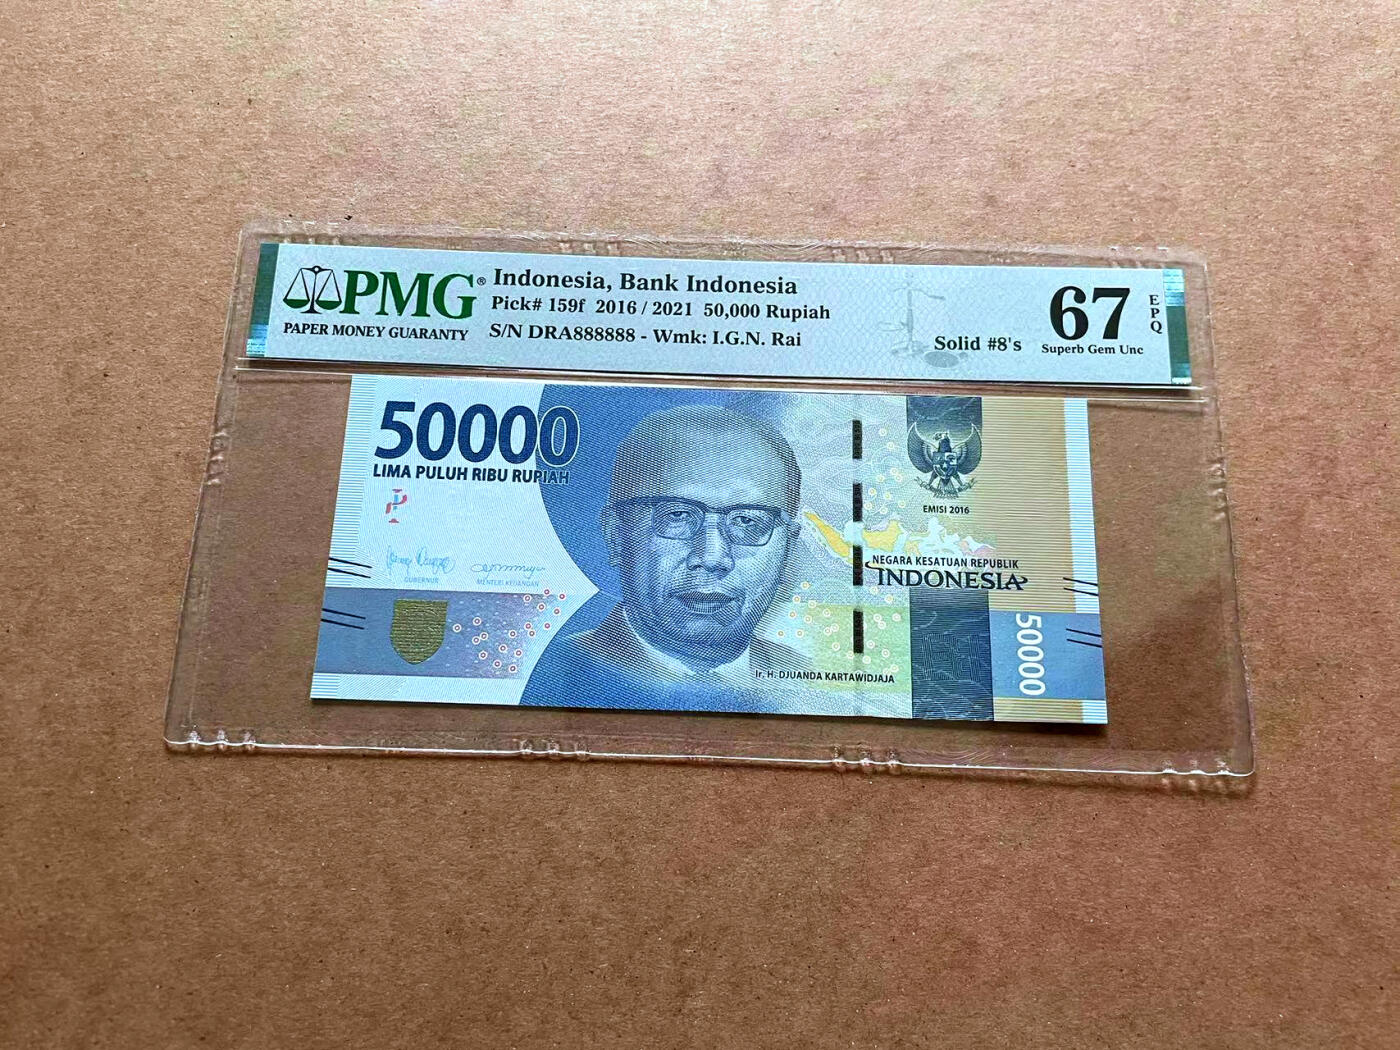 PMG®
PAPER MONEY GUARANTY
Indonesia, Bank Indonesia
Pick# 159f 2016 / 2021 50,000 Rupiah
S/N DRA888888 - Wmk: I.G.N. Rai
Solid #8's
67
EPQ
Superb Gem Unc
50000
LIMA PULUH RIBU RUPIAH
GUBERNUR
MENTERI KEUANGAN
EMISI 2016
NEGARA KESATUAN REPUBLIK
INDONESIA
50000
Ir. H. DJUANDA KARTAWIDJAJA